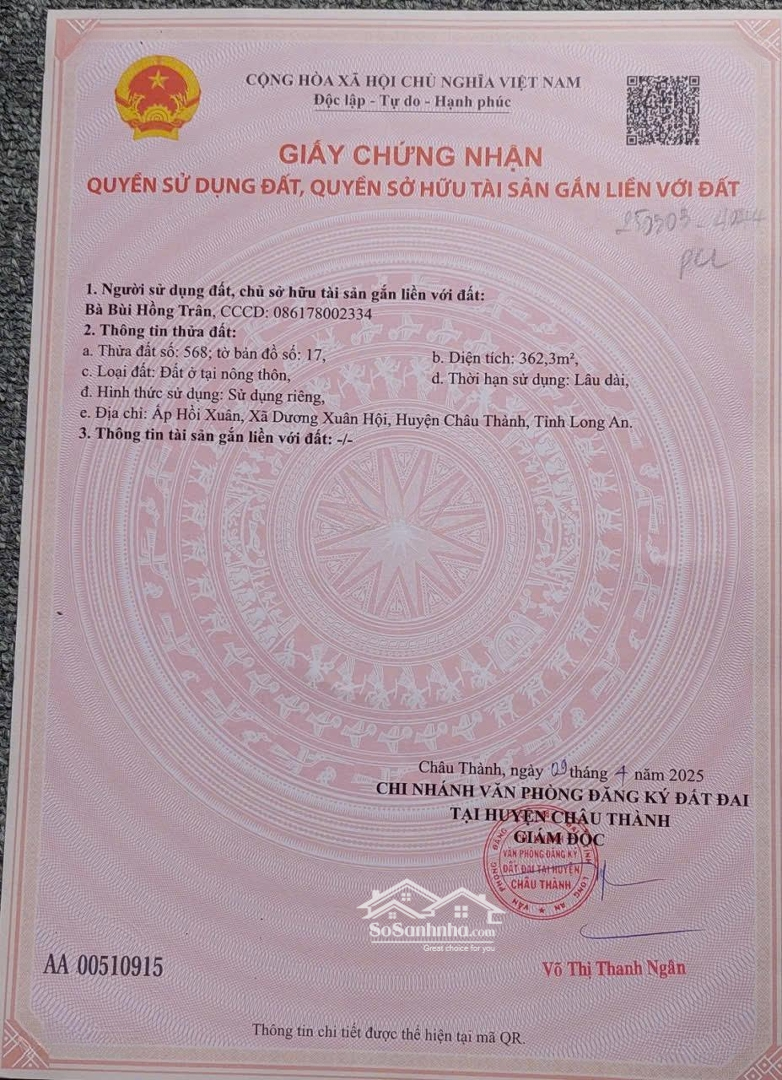 CỘNG HÒA XÃ HỘI CHỦ NGHĨA VIỆT NAM
Độc lập - Tự do - Hạnh phúc
GIẤY CHỨNG NHẬN
QUYỀN SỬ DỤNG ĐẤT, QUYỀN SỞ HỮU TÀI SẢN GẮN LIỀN VỚI ĐẤT
1. Người sử dụng đất, chủ sở hữu tài sản gắn liền với đất:
Bà Bùi Hồng Trân, CCCD: 086178002334
2. Thông tin thửa đất:
a. Thửa đất số: 568; tờ bản đồ số: 17,
b. Diện tích: 362,3m²,
c. Loại đất: Đất ở tại nông thôn,
d. Thời hạn sử dụng: Lâu dài,
đ. Hình thức sử dụng: Sử dụng riêng,
e. Địa chỉ: Ấp Hồi Xuân, Xã Dương Xuân Hội, Huyện Châu Thành, Tỉnh Long An.
3. Thông tin tài sản gắn liền với đất: -/-
Châu Thành, ngày 09 tháng 4 năm 2025
CHI NHÁNH VĂN PHÒNG ĐĂNG KÝ ĐẤT ĐAI
TẠI HUYỆN CHÂU THÀNH
GIÁM ĐỐC
VĂN PHÒNG ĐĂNG KÝ
ĐẤT ĐAI TẠI HUYỆN
CHÂU THÀNH
SoSanhnha.com
Great choice for you
AA 00510915
Võ Thị Thanh Ngân
Thông tin chi tiết được thể hiện tại mã QR.